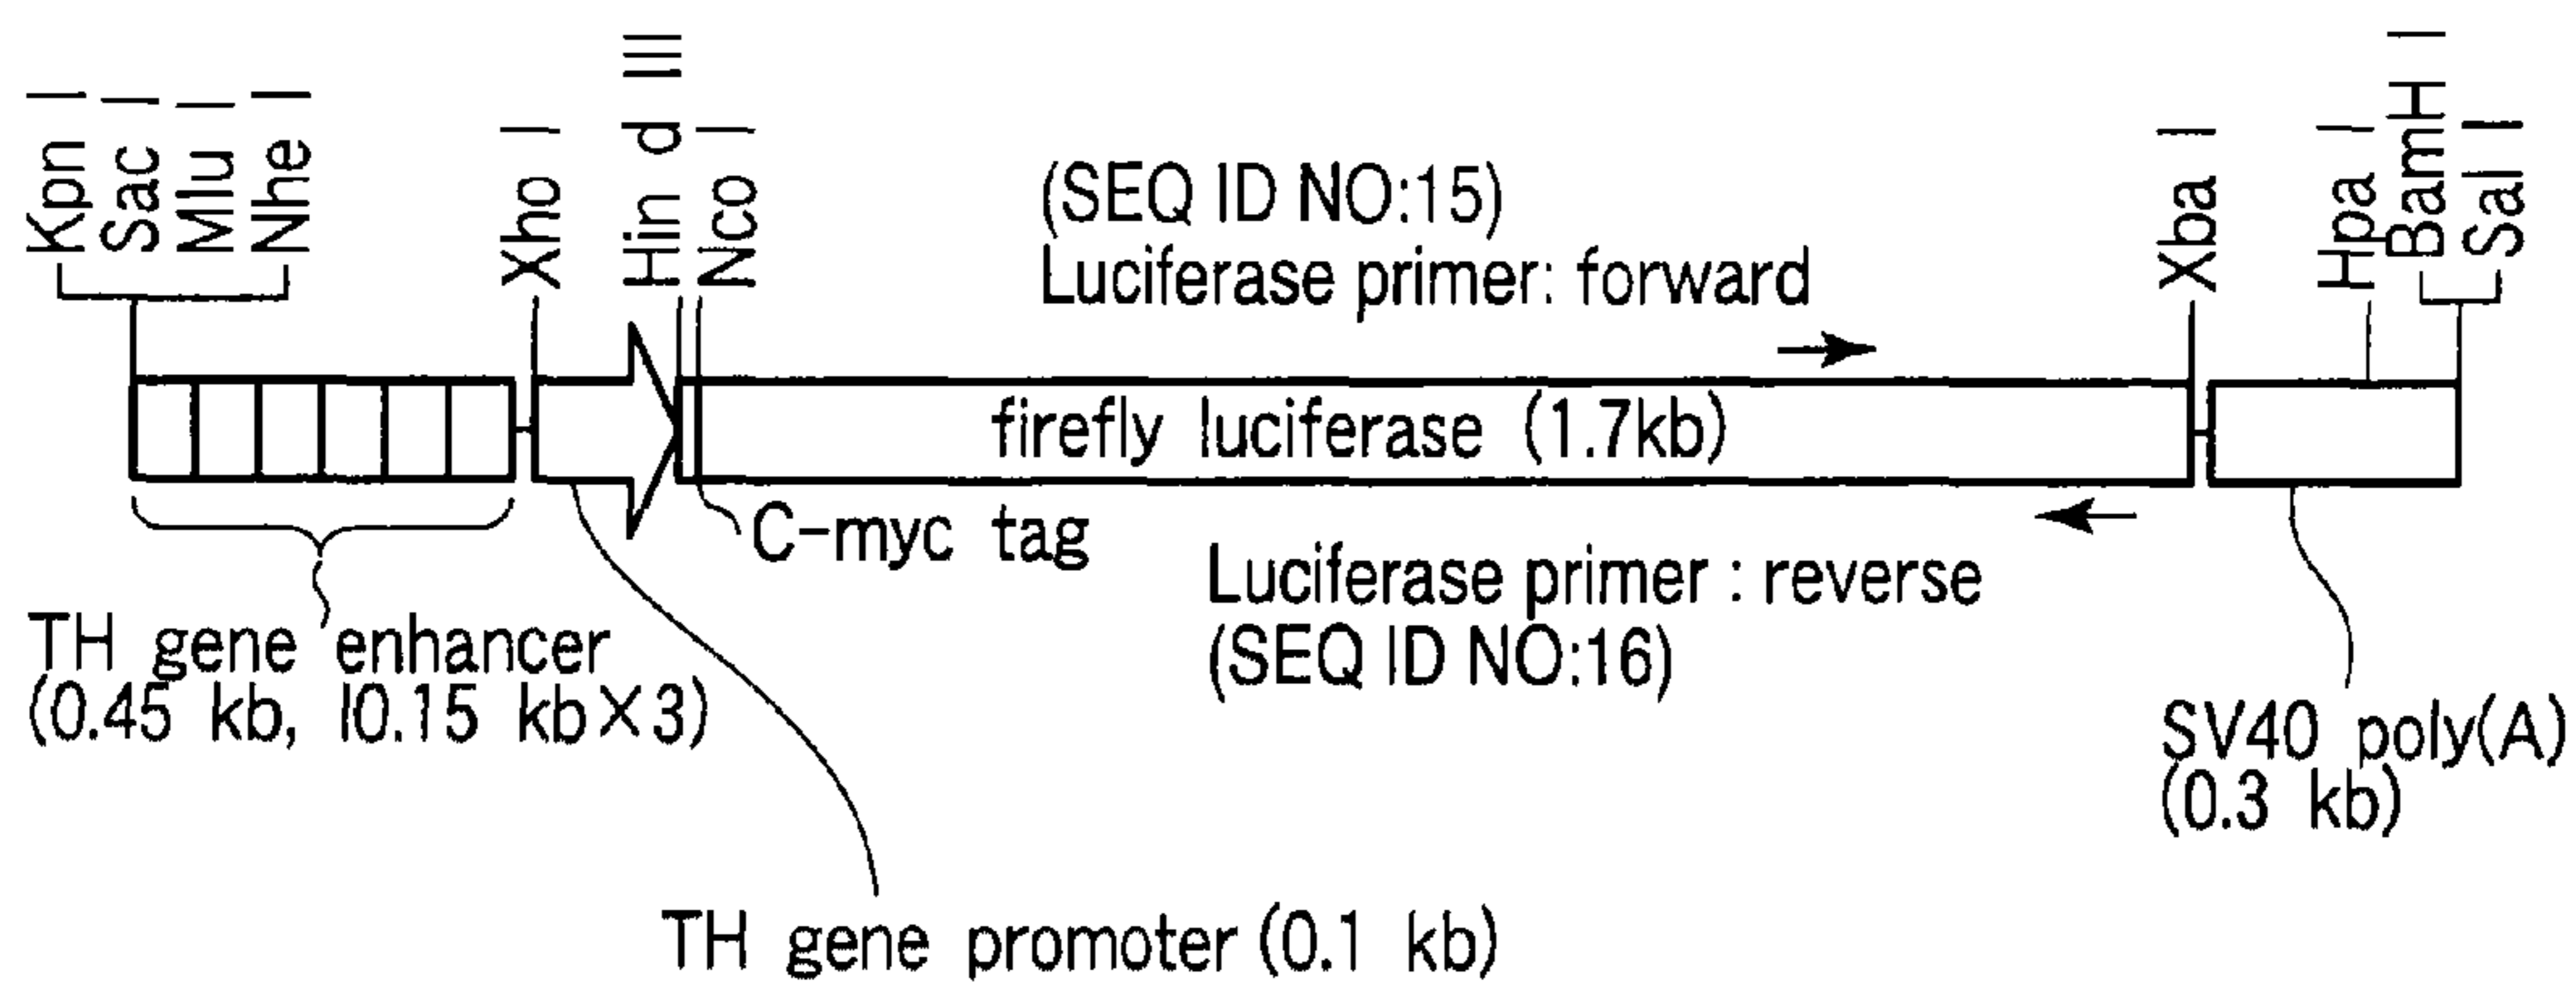 Kpn I
Sac I
Mlu I
Nhe I
Xho I
Hin d III
Nco I
(SEQ ID NO:15)
Luciferase primer: forward
Xba I
Hpa I
BamH I
Sal I
firefly luciferase (1.7kb)
C-myc tag
Luciferase primer : reverse
(SEQ ID NO:16)
TH gene enhancer
(0.45 kb, l0.15 kb×3)
SV40 poly(A)
(0.3 kb)
TH gene promoter (0.1 kb)